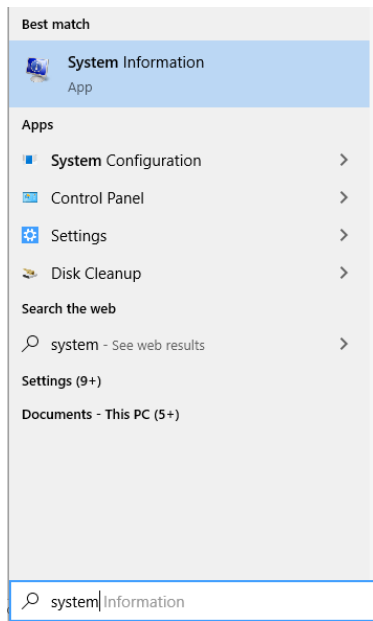 Best match
System Information
App
Apps
System Configuration
Control Panel
Settings
Disk Cleanup
Search the web
system - See web results
Settings (9+)
Documents - This PC (5+)
system Information